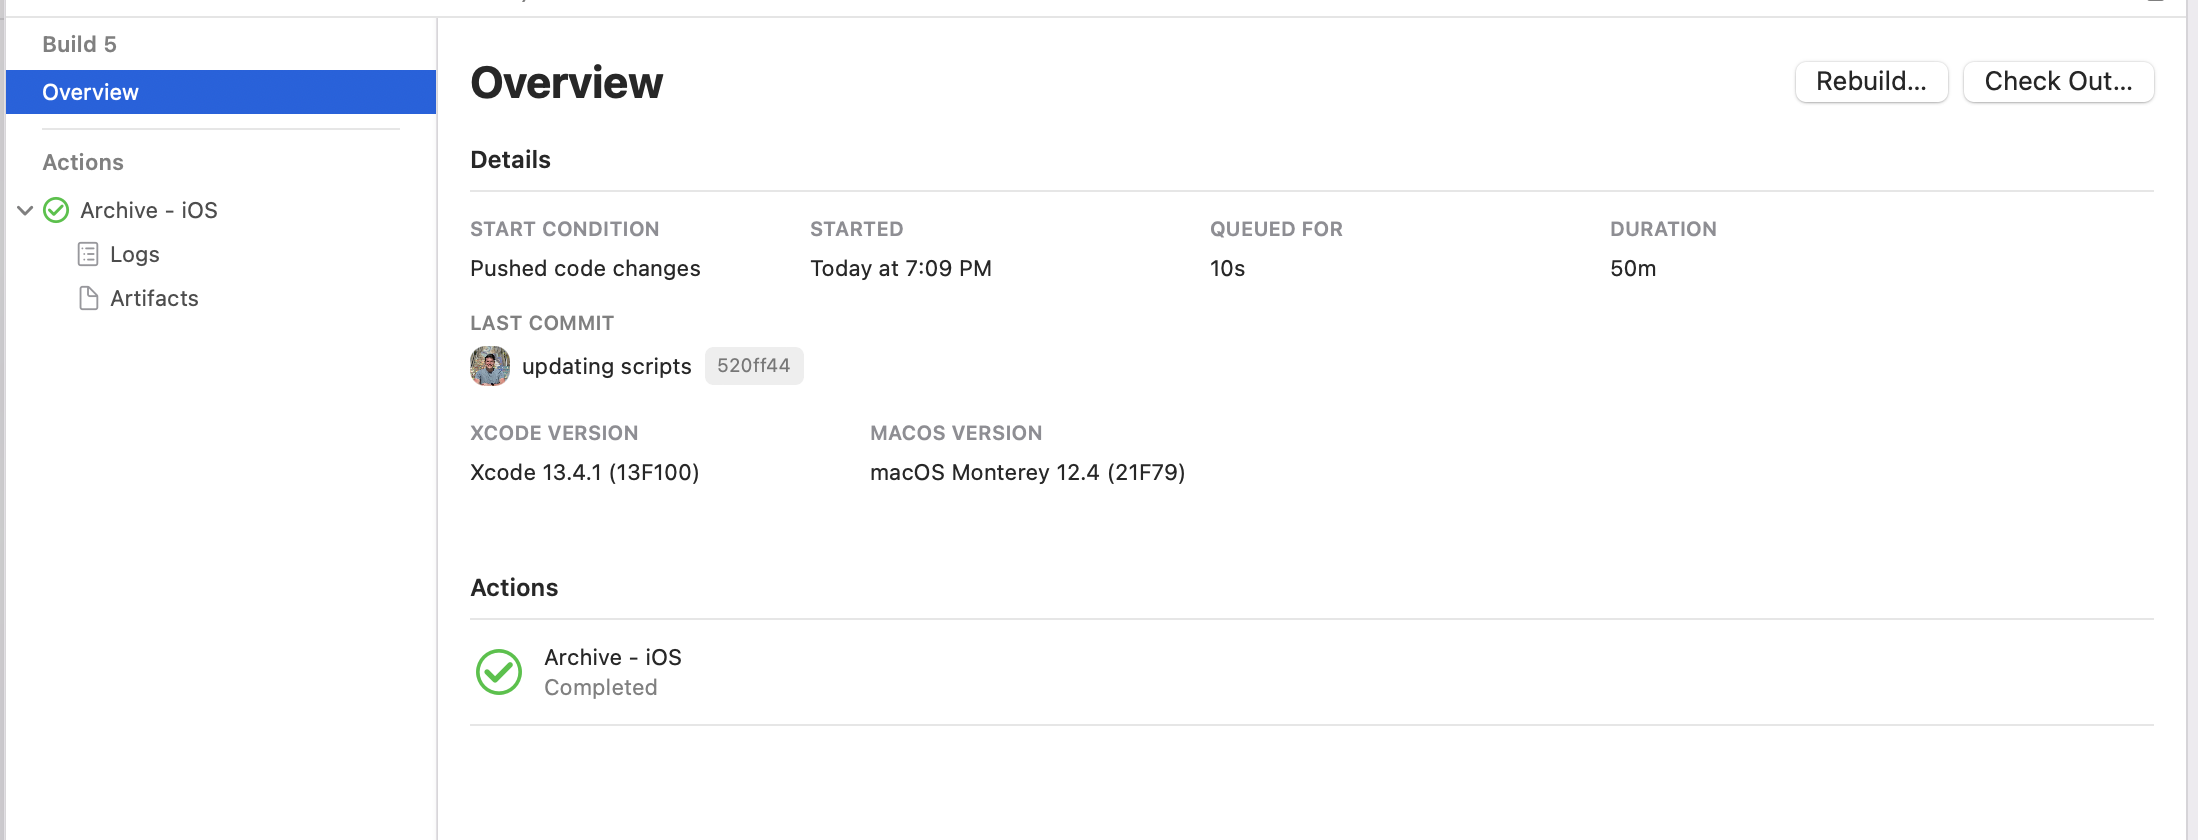 Build 5
Overview
Actions
Archive - iOS
Logs
Artifacts
Overview
Rebuild...
Check Out...
Details
START CONDITION
STARTED
QUEUED FOR
DURATION
Pushed code changes
Today at 7:09 PM
10s
50m
LAST COMMIT
updating scripts 520ff44
XCODE VERSION
MACOS VERSION
Xcode 13.4.1 (13F100)
macOS Monterey 12.4 (21F79)
Actions
Archive - iOS
Completed